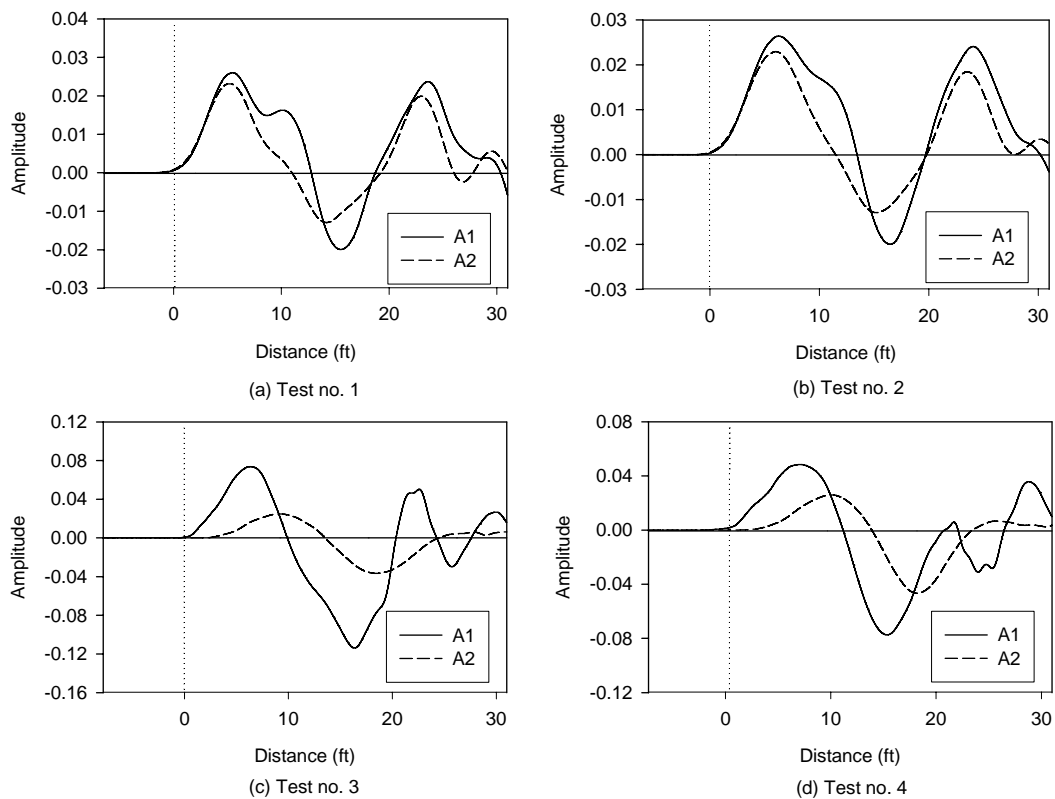 0.04
0.03
0.02
0.01
0.00
-0.01
-0.02
-0.03
Amplitude
0 10 20 30
Distance (ft)
A1
A2
(a) Test no. 1
0.03
0.02
0.01
0.00
-0.01
-0.02
-0.03
Amplitude
0 10 20 30
Distance (ft)
A1
A2
(b) Test no. 2
0.12
0.08
0.04
0.00
-0.04
-0.08
-0.12
-0.16
Amplitude
0 10 20 30
Distance (ft)
A1
A2
(c) Test no. 3
0.08
0.04
0.00
-0.04
-0.08
-0.12
Amplitude
0 10 20 30
Distance (ft)
A1
A2
(d) Test no. 4